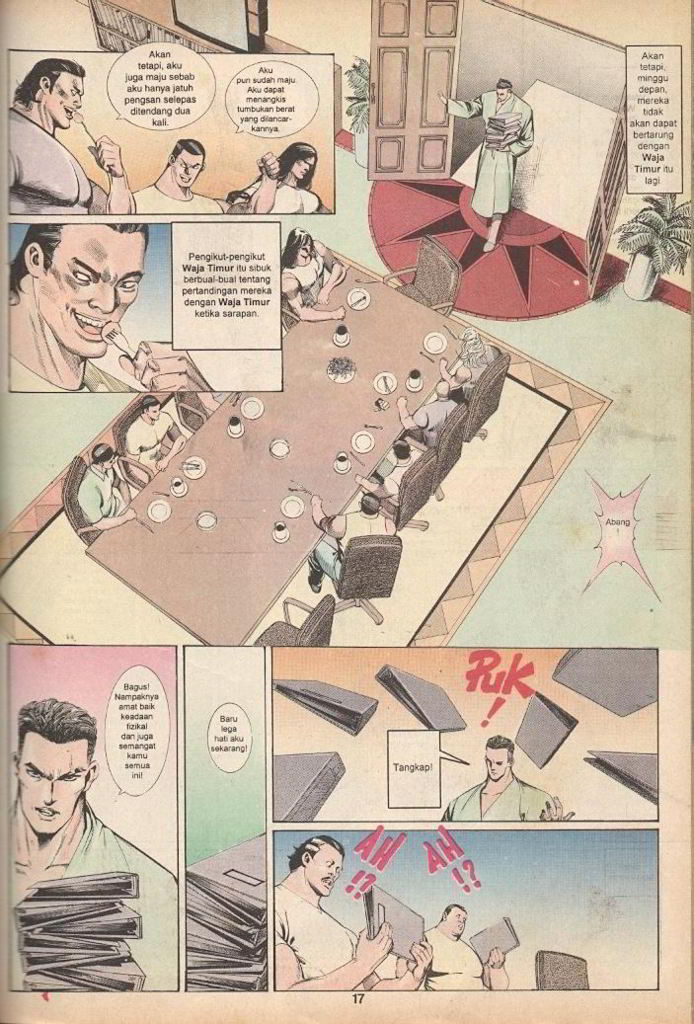 Akan
tetapi, aku
juga maju sebab
aku hanya jatuh
pengsan selepas
ditendang dua
kali.
Aku
pun sudah maju.
Aku dapat
menangkis
tumbukan berat
yang dilancar-
kannya.
Akan
tetapi,
minggu
depan,
mereka
tidak
akan dapat
bertarung
dengan
Waja
Timur itu
lagi.
Pengikut-pengikut
Waja Timur itu sibuk
berbual-bual tentang
pertandingan mereka
dengan Waja Timur
ketika sarapan.
Abang
!
Bagus!
Nampaknya
amat baik
keadaan
fizikal
dan juga
semangat
kamu
semua
ini!
Baru
lega
hati aku
sekarang!
PUK
!
Tangkap!
AH
!?
AH
!?
17